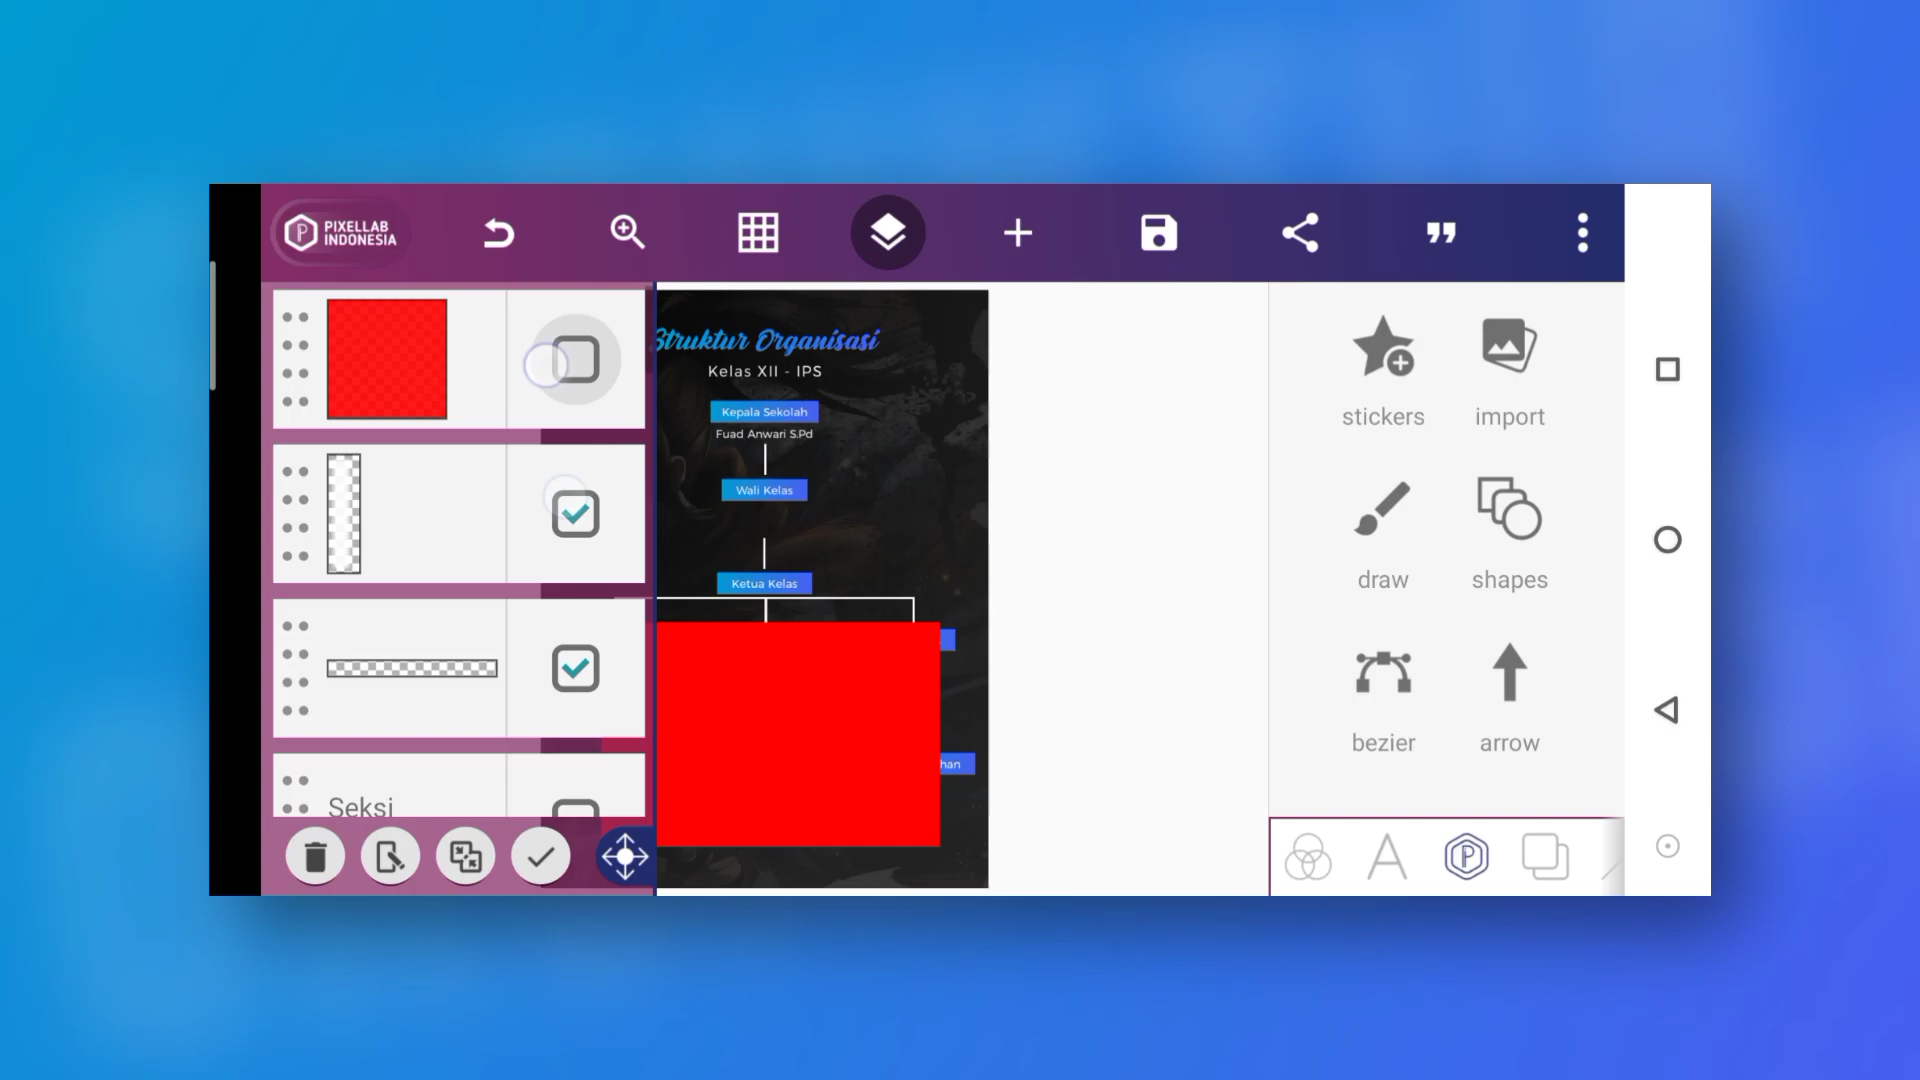 PIXELLAB
INDONESIA
Struktur Organisasi
Kelas XII - IPS
Kepala Sekolah
Fuad Anwari S.Pd
Wali Kelas
Ketua Kelas
han
Seksi
stickers
import
draw
shapes
bezier
arrow